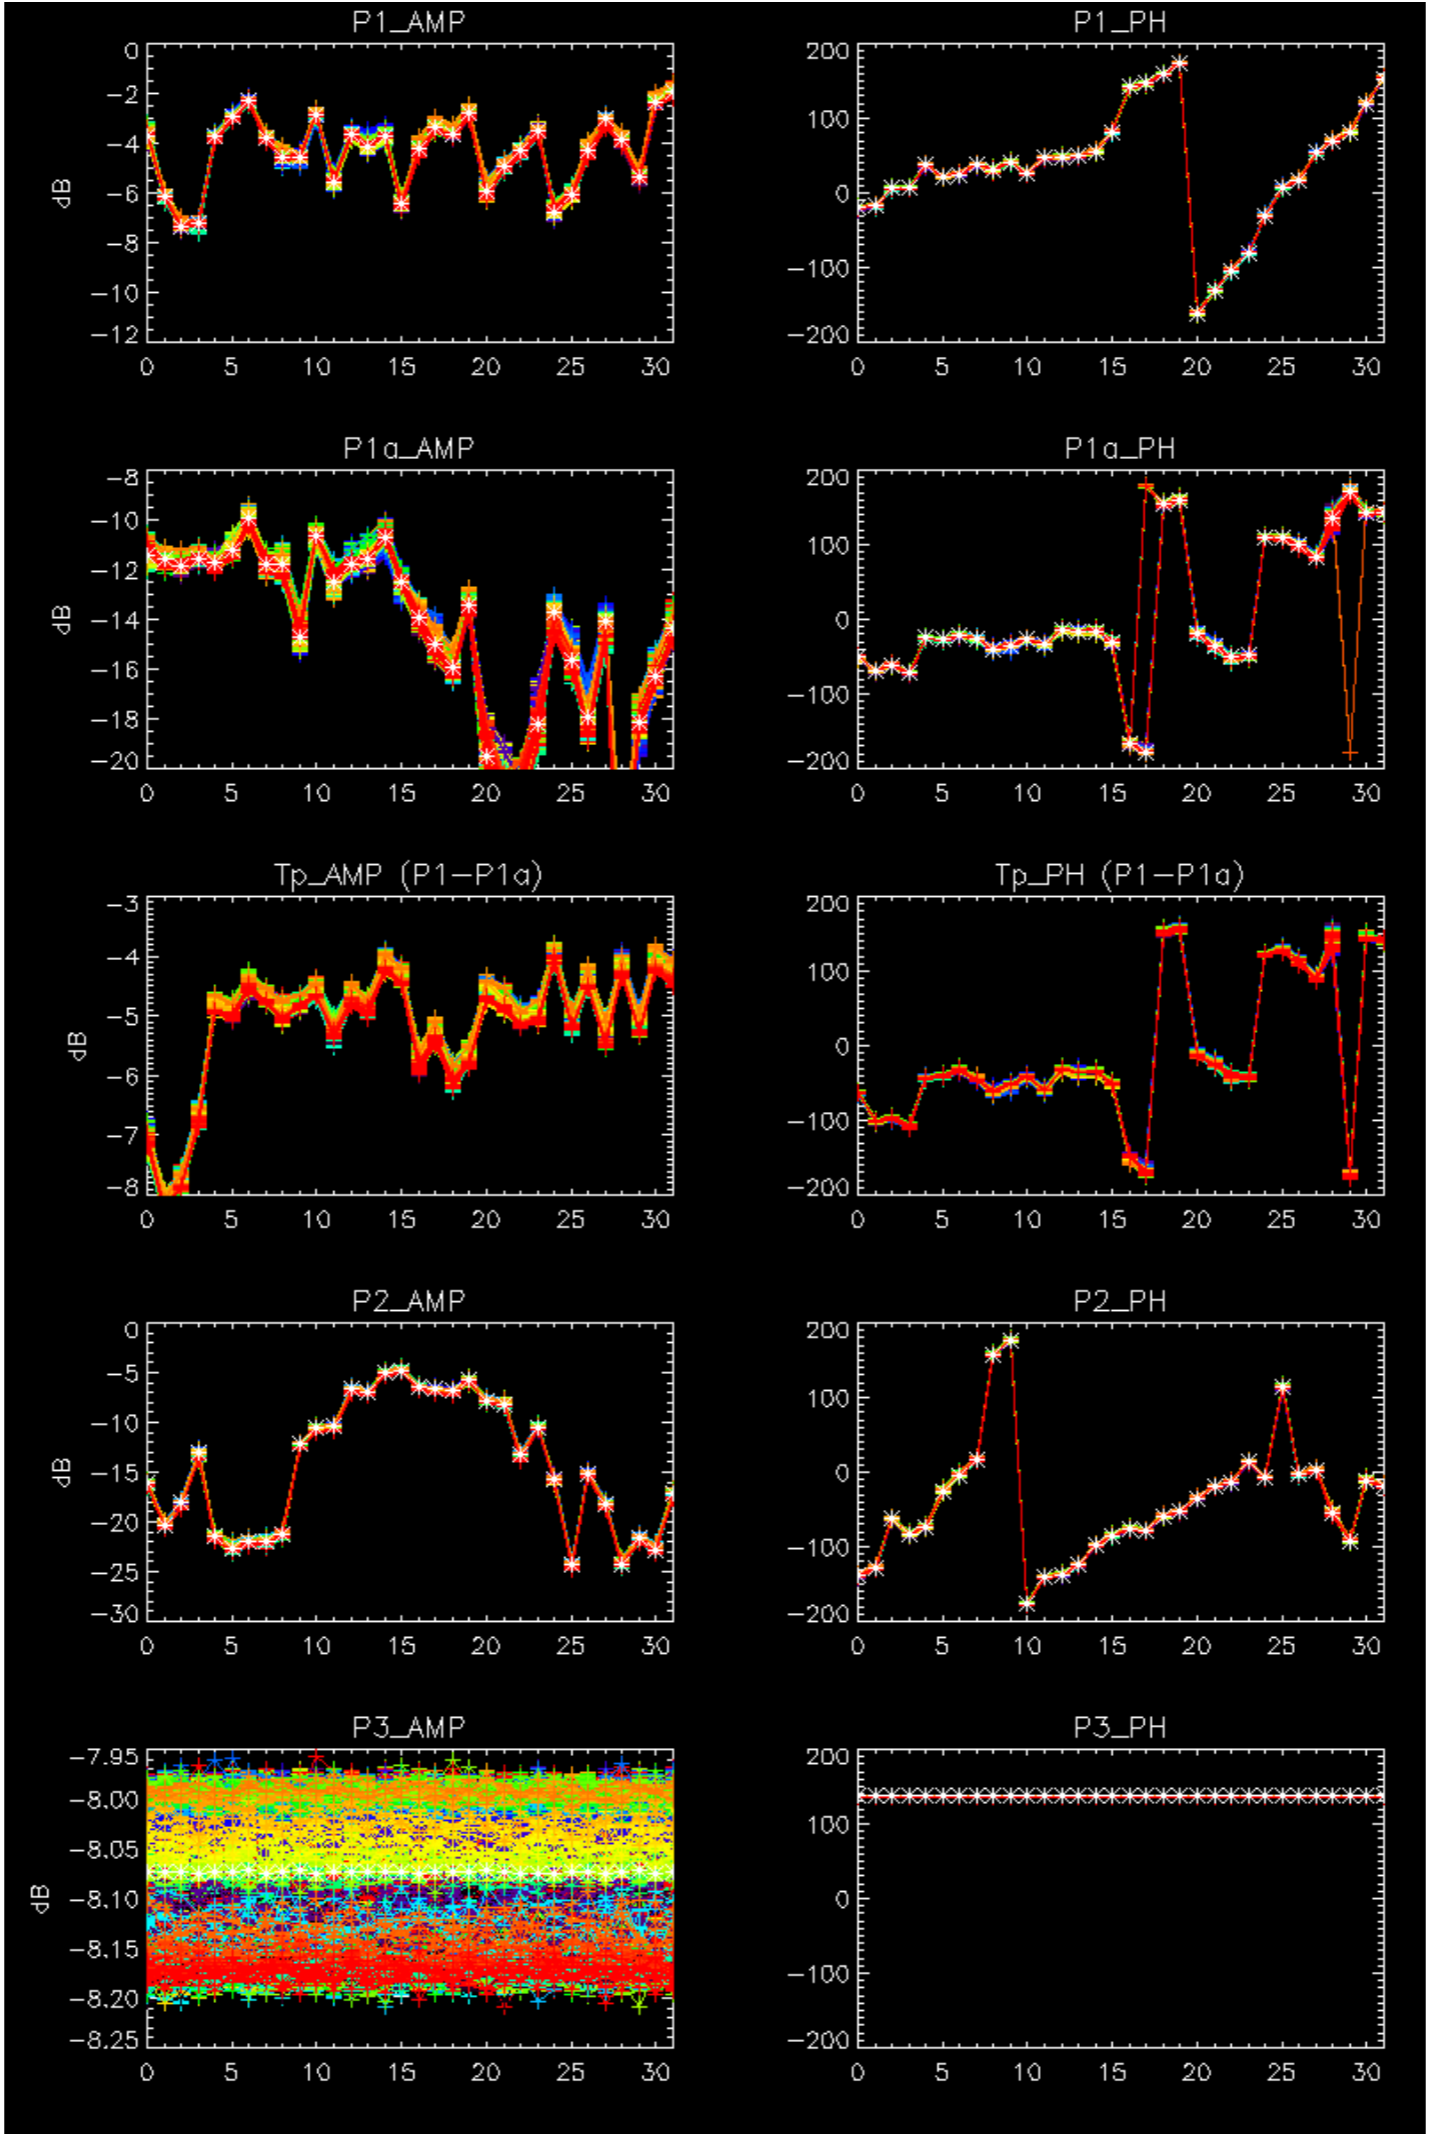 P1_AMP P1_PH
0 200
-2
-4 100
-6 0
dB
-8 -100
-10
-12 -200
0 5 10 15 20 25 30 0 5 10 15 20 25 30
P1a_AMP P1a_PH
-8 200
-10 100
-12
-14 0
dB
-16 -100
-18
-20 -200
0 5 10 15 20 25 30 0 5 10 15 20 25 30
Tp_AMP (P1-P1a) Tp_PH (P1-P1a)
-3 200
-4 100
-5 0
dB
-6 -100
-7
-8 -200
0 5 10 15 20 25 30 0 5 10 15 20 25 30
P2_AMP P2_PH
0 200
-5 100
-10
-15 0
dB
-20 -100
-25
-30 -200
0 5 10 15 20 25 30 0 5 10 15 20 25 30
P3_AMP P3_PH
-7.95 200
-8.00 100
-8.05
-8.10 0
dB
-8.15 -100
-8.20
-8.25 -200
0 5 10 15 20 25 30 0 5 10 15 20 25 30